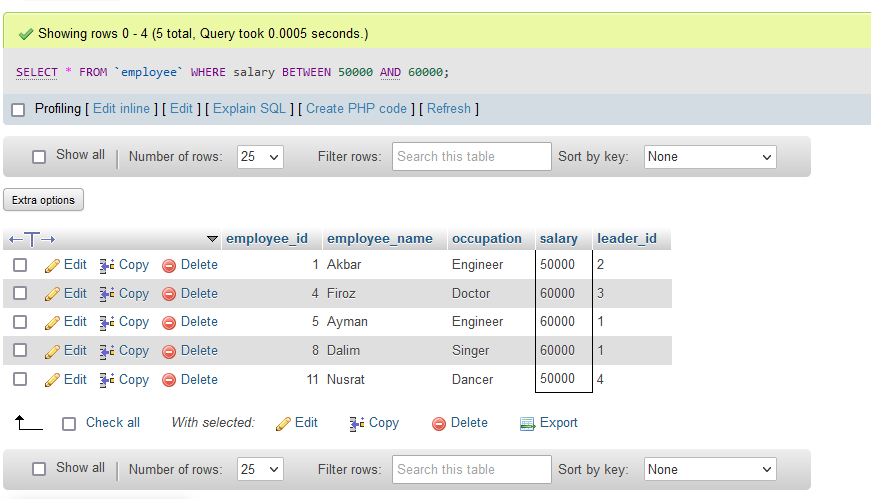 Showing rows 0 - 4 (5 total, Query took 0.0005 seconds.)
SELECT * FROM `employee` WHERE salary BETWEEN 50000 AND 60000;
Profiling [ Edit inline ] [ Edit ] [ Explain SQL ] [ Create PHP code ] [ Refresh ]
Show all Number of rows: 25 Filter rows: Search this table Sort by key: None
Extra options
employee_id employee_name occupation salary leader_id
Edit Copy Delete 1 Akbar Engineer 50000 2
Edit Copy Delete 4 Firoz Doctor 60000 3
Edit Copy Delete 5 Ayman Engineer 60000 1
Edit Copy Delete 8 Dalim Singer 60000 1
Edit Copy Delete 11 Nusrat Dancer 50000 4
Check all With selected: Edit Copy Delete Export
Show all Number of rows: 25 Filter rows: Search this table Sort by key: None